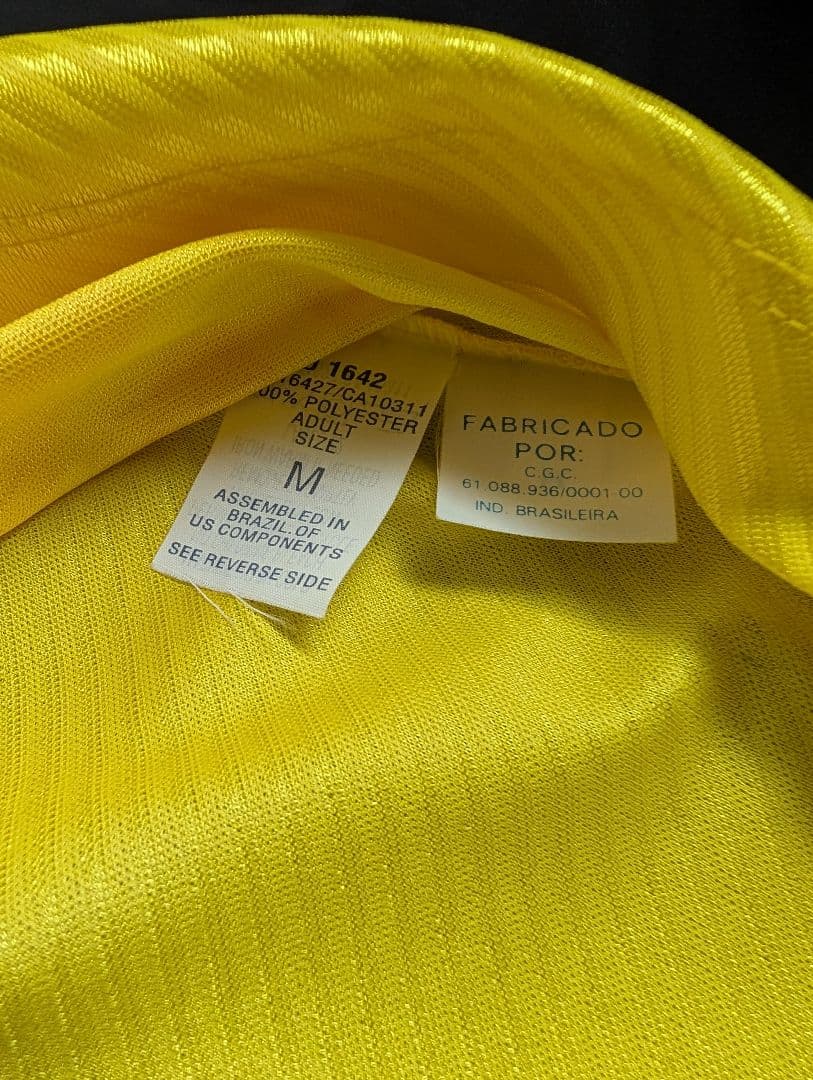 1642
6427/CA10311
00% POLYESTER
ADULT
SIZE
M
ASSEMBLED IN
BRAZIL.OF
US COMPONENTS
SEE REVERSE SIDE
FABRICADO
POR:
C.G.C.
61.088.936/0001-00
IND. BRASILEIRA